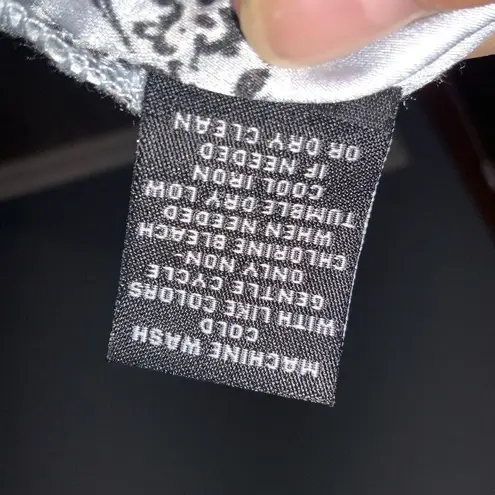 MACHINE WASH
COLD
WITH LIKE COLORS
GENTLE CYCLE
ONLY NON-
CHLORINE BLEACH
WHEN NEEDED
TUMBLE DRY LOW
COOL IRON
IF NEEDED
OR DRY CLEAN